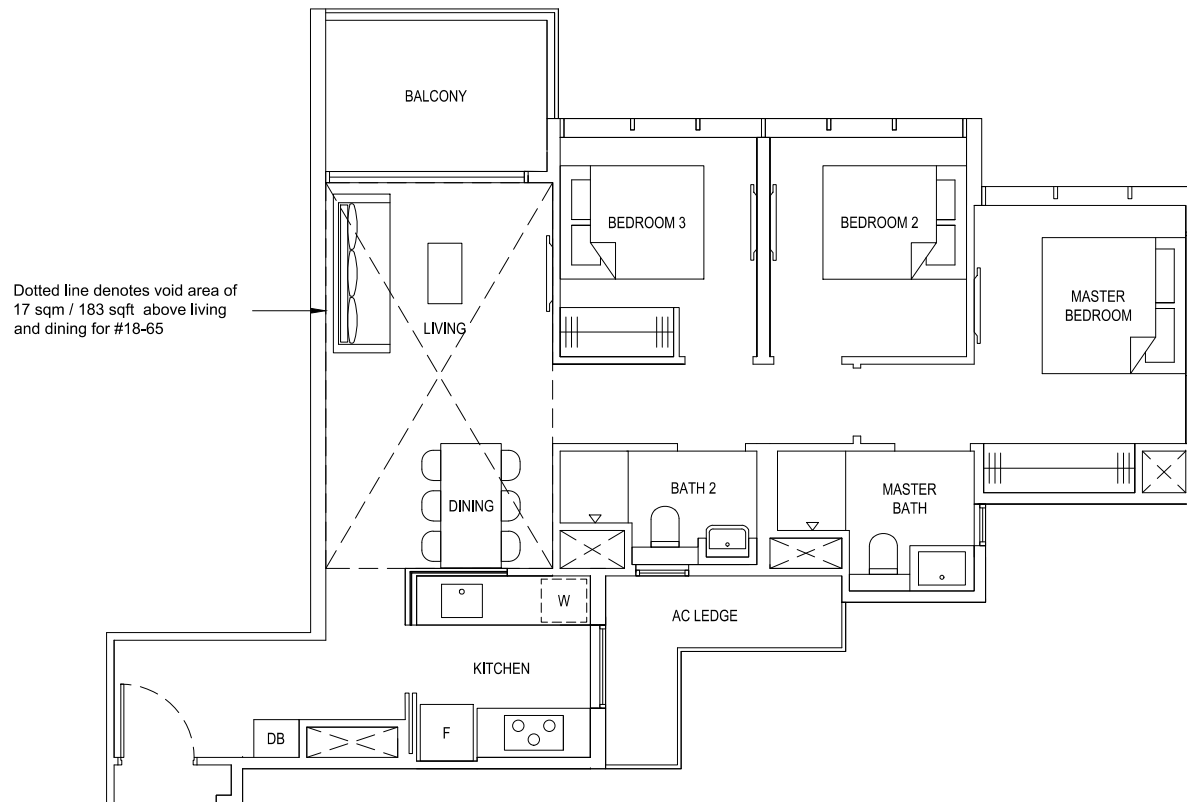 BALCONY
BEDROOM 3
BEDROOM 2
Dotted line denotes void area of
17 sqm / 183 sqft above living
and dining for #18-65
LIVING
MASTER
BEDROOM
DINING
BATH 2
MASTER
BATH
W
AC LEDGE
KITCHEN
DB
F